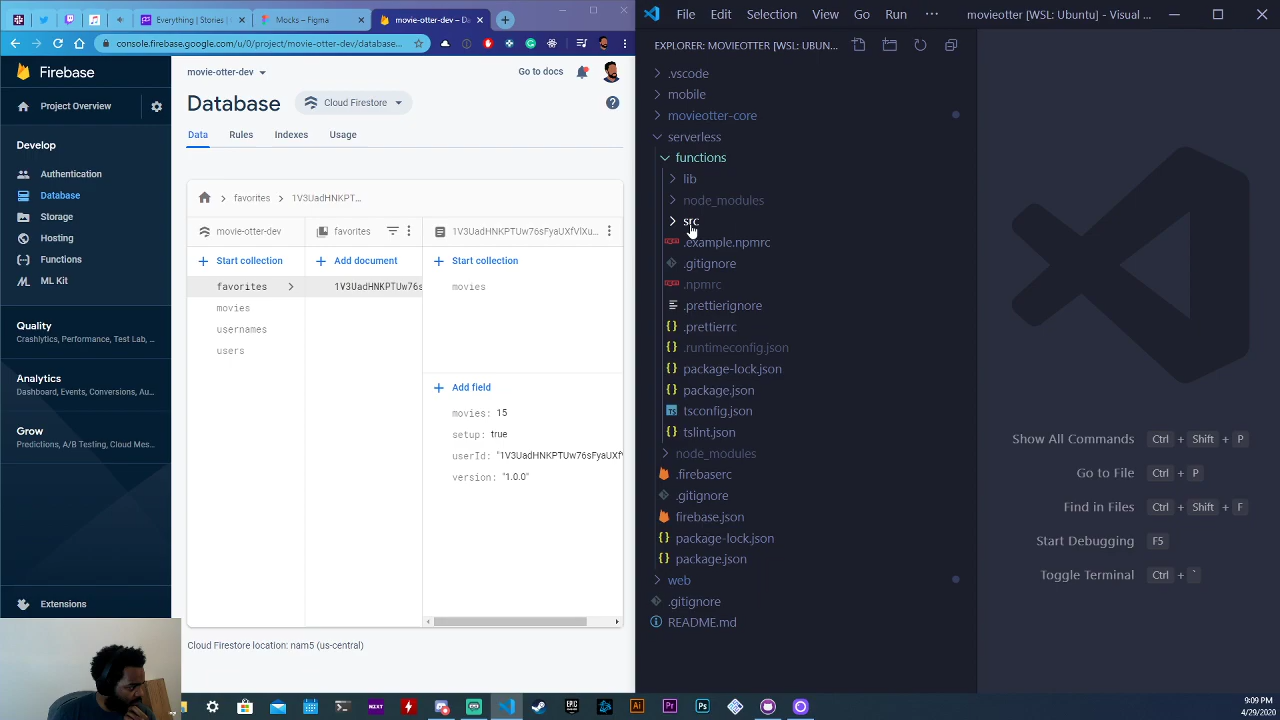 Everything | Stories |
Mocks – Figma
movie-otter-dev – Da
console.firebase.google.com/u/0/project/movie-otter-dev/database...
Firebase
Project Overview
Develop
Authentication
Database
Storage
Hosting
Functions
ML Kit
Quality
Crashlytics, Performance, Test Lab, ...
Analytics
Dashboard, Events, Conversions, Au...
Grow
Predictions, A/B Testing, Cloud Mes...
Extensions
movie-otter-dev
Go to docs
Database
Cloud Firestore
Data
Rules
Indexes
Usage
favorites
1V3UadHNKPT...
movie-otter-dev
favorites
1V3UadHNKPTUw76sFyaUXfVlXu...
Start collection
Add document
Start collection
favorites
1V3UadHNKPTUw76s
movies
movies
usernames
users
Add field
movies: 15
setup: true
userId: "1V3UadHNKPTUw76sFyaUXfV
version: "1.0.0"
Cloud Firestore location: nam5 (us-central)
File Edit Selection View Go Run ...
movieotter [WSL: Ubuntu] - Visual ...
EXPLORER: MOVIEOTTER [WSL: UBUN...
.vscode
mobile
movieotter-core
serverless
functions
lib
node_modules
src
.example.npmrc
.gitignore
.npmrc
.prettierignore
.prettierrc
.runtimeconfig.json
package-lock.json
package.json
tsconfig.json
tslint.json
node_modules
.firebaserc
.gitignore
firebase.json
package-lock.json
package.json
web
.gitignore
README.md
Show All Commands Ctrl + Shift + P
Go to File Ctrl + P
Find in Files Ctrl + Shift + F
Start Debugging F5
Toggle Terminal Ctrl + `
9:09 PM
4/29/2020